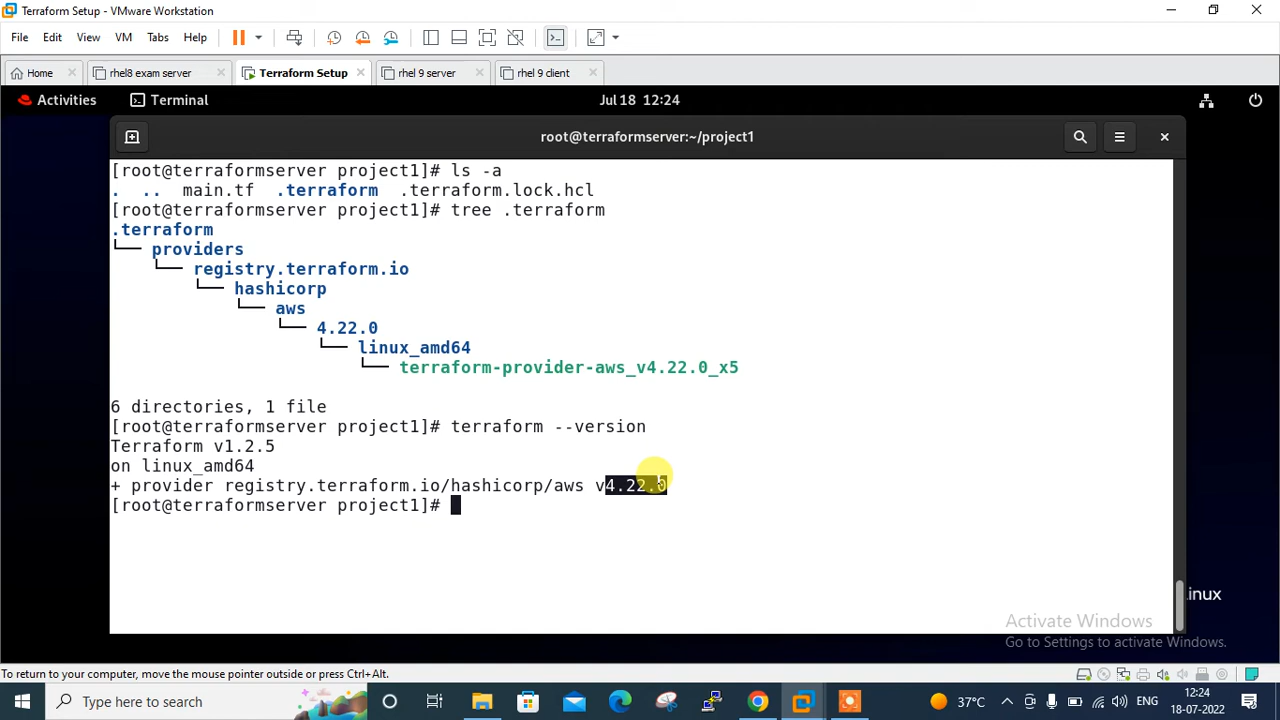 Terraform Setup - VMware Workstation
File Edit View VM Tabs Help
Home rhel8 exam server Terraform Setup rhel 9 server rhel 9 client
Activities Terminal Jul 18 12:24
root@terraformserver:~/project1
[root@terraformserver project1]# ls -a
. .. main.tf .terraform .terraform.lock.hcl
[root@terraformserver project1]# tree .terraform
.terraform
└── providers
└── registry.terraform.io
└── hashicorp
└── aws
└── 4.22.0
└── linux_amd64
└── terraform-provider-aws_v4.22.0_x5
6 directories, 1 file
[root@terraformserver project1]# terraform --version
Terraform v1.2.5
on linux_amd64
+ provider registry.terraform.io/hashicorp/aws v4.22.0
[root@terraformserver project1]#
inux
Activate Windows
Go to Settings to activate Windows.
To return to your computer, move the mouse pointer outside or press Ctrl+Alt.
Type here to search 37°C ENG 12:24
18-07-2022